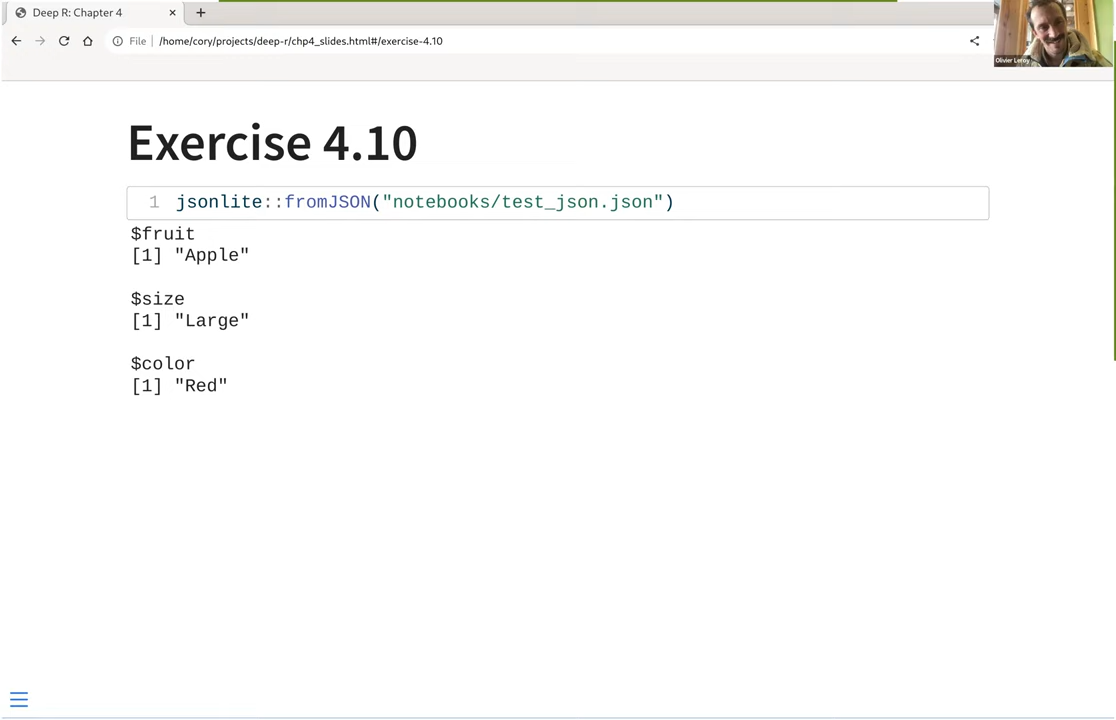 Deep R: Chapter 4
File /home/cory/projects/deep-r/chp4_slides.html#/exercise-4.10
Olivier Leroy
Exercise 4.10
1 jsonlite::fromJSON("notebooks/test_json.json")
$fruit
[1] "Apple"
$size
[1] "Large"
$color
[1] "Red"